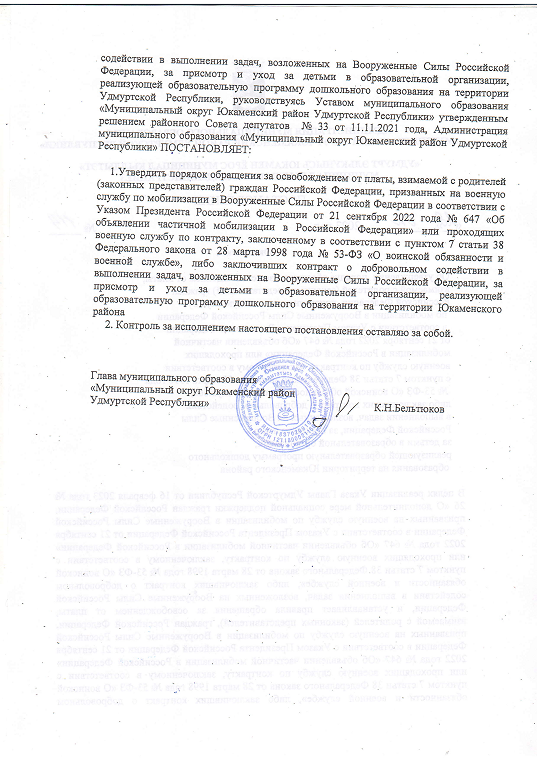 содействии в выполнении задач, возложенных на Вооруженные Силы Российской
Федерации, за присмотр и уход за детьми в образовательной организации,
реализующей образовательную программу дошкольного образования на территории
Удмуртской Республики, руководствуясь Уставом муниципального образования
«Муниципальный округ Юкаменский район Удмуртской Республики» утвержденным
решением районного Совета депутатов № 33 от 11.11.2021 года, Администрация
муниципального образования «Муниципальный округ Юкаменский район Удмуртской
Республики» ПОСТАНОВЛЯЕТ:
1.Утвердить порядок обращения за освобождением от платы, взимаемой с родителей
(законных представителей) граждан Российской Федерации, призванных на военную
службу по мобилизации в Вооруженные Силы Российской Федерации в соответствии с
Указом Президента Российской Федерации от 21 сентября 2022 года № 647 «Об
объявлении частичной мобилизации в Российской Федерации» или проходящих
военную службу по контракту, заключенному в соответствии с пунктом 7 статьи 38
Федерального закона от 28 марта 1998 года № 53-ФЗ «О воинской обязанности и
военной службе», либо заключивших контракт о добровольном содействии в
выполнении задач, возложенных на Вооруженные Силы Российской Федерации, за
присмотр и уход за детьми в образовательной организации, реализующей
образовательную программу дошкольного образования на территории Юкаменского
района
2. Контроль за исполнением настоящего постановления оставляю за собой.
Глава муниципального образования
«Муниципальный округ Юкаменский район
Удмуртской Республики»
К.Н.Бельтюков